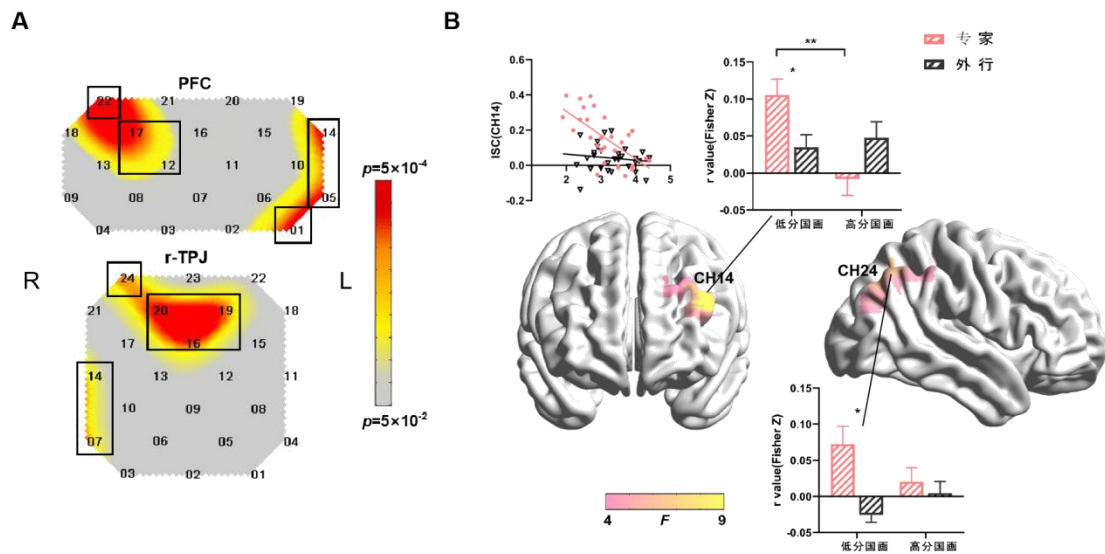 A
PFC
22 21 20 19
18 17 16 15 14
13 12 11 10
09 08 07 06 05
04 03 02 01
p=5×10⁻⁴
p=5×10⁻²
R
L
r-TPJ
24 23 22
21 20 19 18
17 16 15
14 13 12 11
10 09 08
07 06 05 04
03 02 01
B
ISC(CH14)
0.6
0.4
0.2
0.0
-0.2
2 3 4 5
r value(Fisher Z)
0.15
0.10
0.05
0.00
-0.05
**
*
低分国画 高分国画
专 家
外 行
CH14
CH24
4 F 9
r value(Fisher Z)
0.15
0.10
0.05
0.00
-0.05
*
低分国画 高分国画